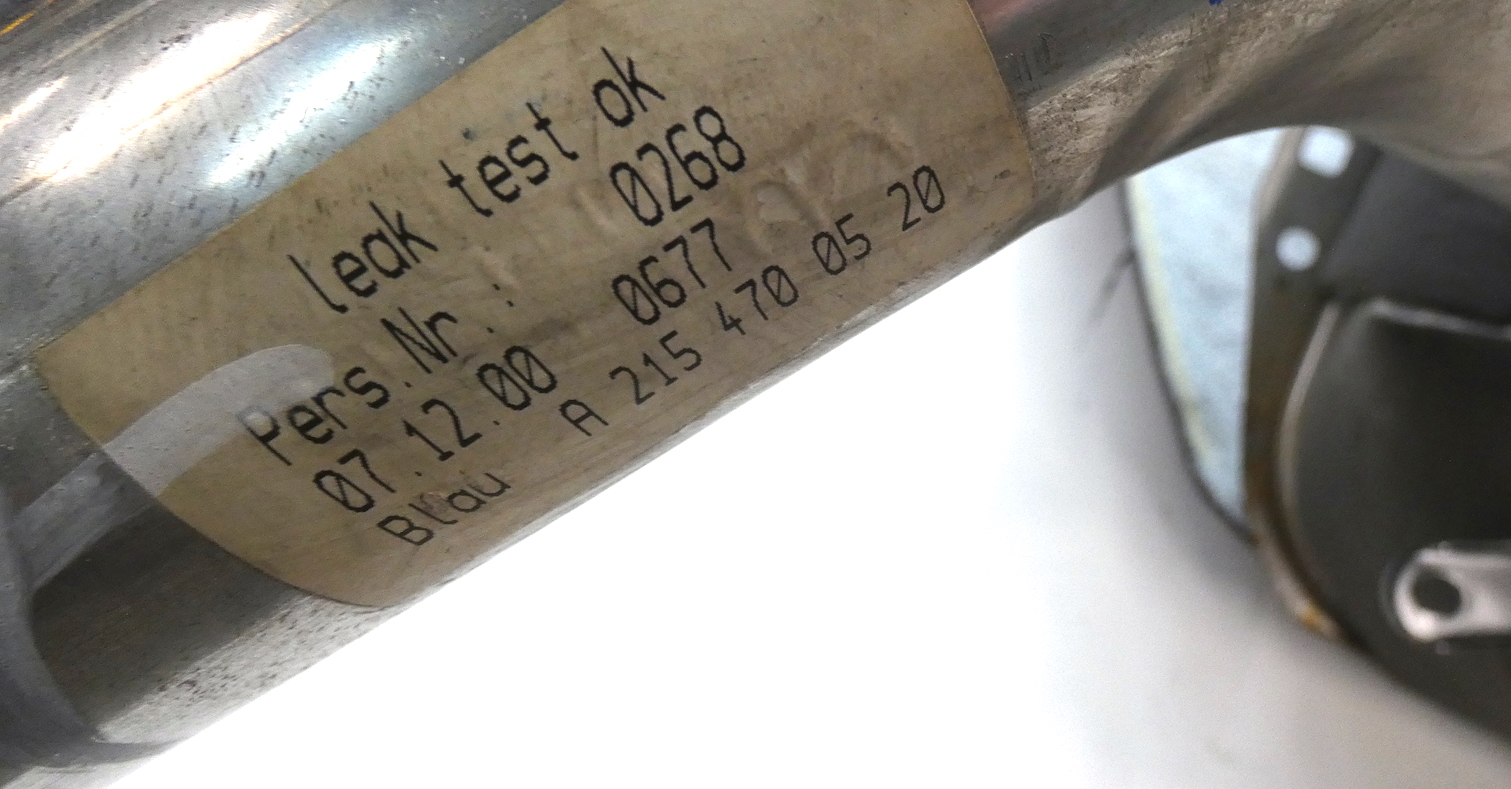 leak test ok
Pers.Nr.: 0268
07.12.00 0677
Blau A 215 470 05 20